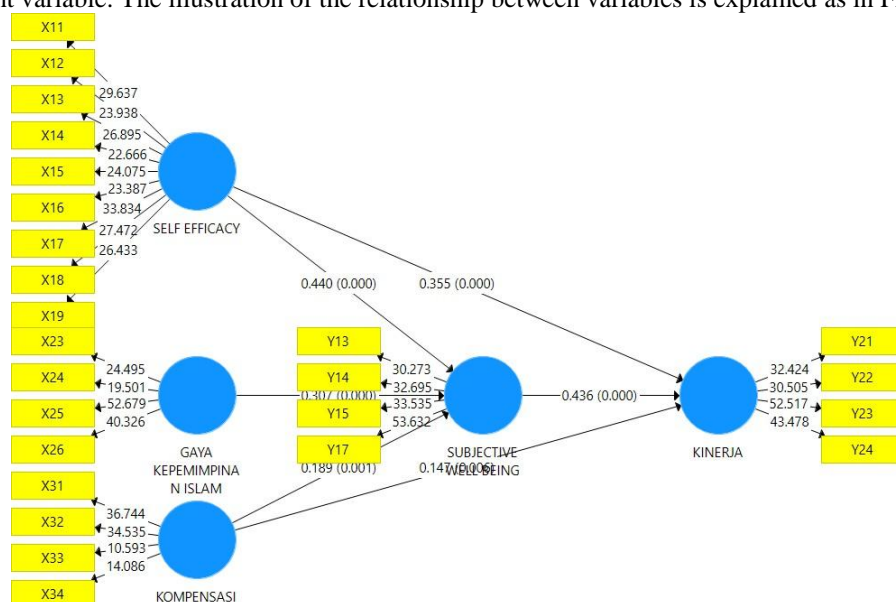 nt variable. The illustration of the relationship between variables is explained as in F
X11
X12
X13
X14
X15
X16
X17
X18
X19
29.637
23.938
26.895
22.666
24.075
23.387
33.834
27.472
26.433
SELF EFFICACY
0.440 (0.000)
0.355 (0.000)
X23
X24
X25
X26
24.495
19.501
52.679
40.326
GAYA
KEPEMIMPINA
N ISLAM
0.307 (0.000)
Y13
Y14
Y15
Y17
30.273
32.695
33.535
53.632
SUBJECTIVE
WELL BEING
0.436 (0.000)
0.189 (0.001)
0.147 (0.006)
KINERJA
32.424
30.505
52.517
43.478
Y21
Y22
Y23
Y24
X31
X32
X33
X34
36.744
34.535
10.593
14.086
KOMPENSASI